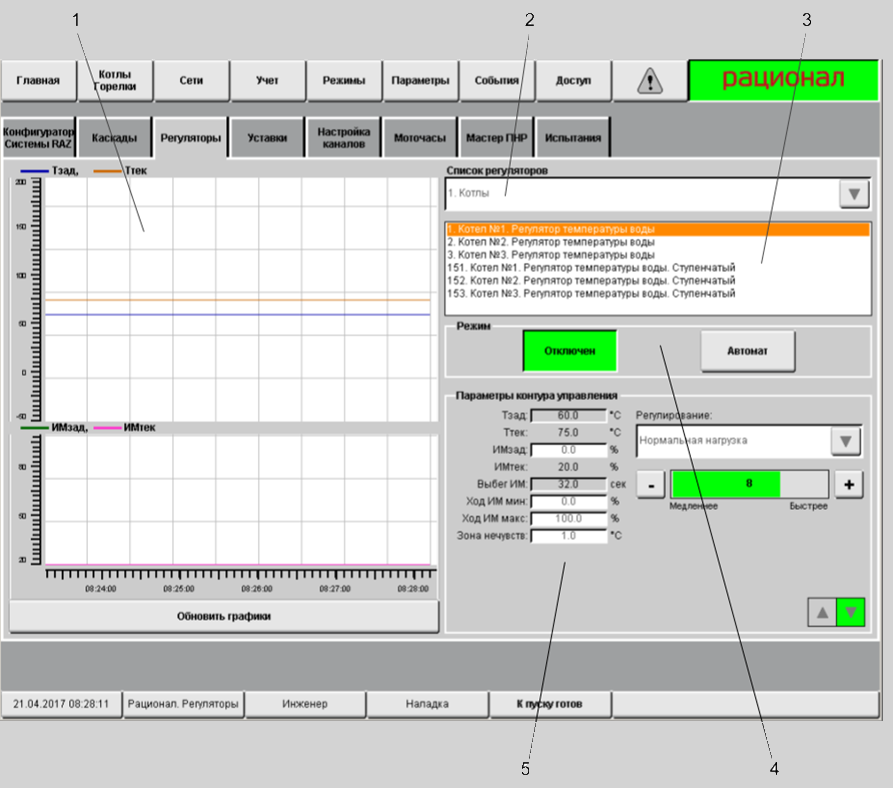 1 2 3
Главная Котлы Горелки Сети Учет Режимы Параметры События Доступ рационал
Конфигуратор Системы RAZ Каскады Регуляторы Уставки Настройка каналов Моточасы Мастер ПНР Испытания
Тзад, Ттек
200
150
100
50
0
-50
ИМзад, ИМтек
80
50
20
08:24:00 08:25:00 08:26:00 08:27:00 08:28:00
Обновить графики
Список регуляторов
1. Котлы
1. Котел №1. Регулятор температуры воды
2. Котел №2. Регулятор температуры воды
3. Котел №3. Регулятор температуры воды
151. Котел №1. Регулятор температуры воды. Ступенчатый
152. Котел №2. Регулятор температуры воды. Ступенчатый
153. Котел №3. Регулятор температуры воды. Ступенчатый
Режим
Отключен Автомат
Параметры контура управления
Тзад: 60.0 °C
Ттек: 75.0 °C
ИМзад: 0.0 %
ИМтек: 20.0 %
Выбег ИМ: 32.0 сек
Ход ИМ мин: 0.0 %
Ход ИМ макс: 100.0 %
Зона нечувств: 1.0 °C
Регулирование:
Нормальная нагрузка
- 8 +
Медленнее Быстрее
21.04.2017 08:28:11 Рационал. Регуляторы Инженер Наладка К пуску готов
5 4